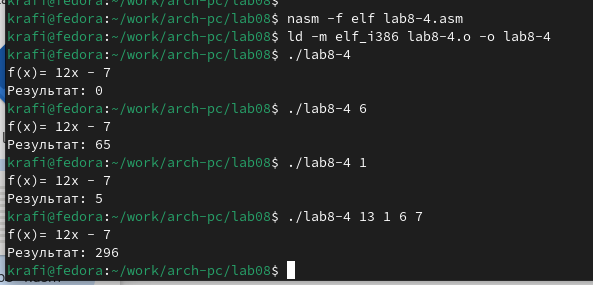 krafi@fedora:~/work/arch-pc/lab08$
krafi@fedora:~/work/arch-pc/lab08$ nasm -f elf lab8-4.asm
krafi@fedora:~/work/arch-pc/lab08$ ld -m elf_i386 lab8-4.o -o lab8-4
krafi@fedora:~/work/arch-pc/lab08$ ./lab8-4
f(x)= 12x - 7
Результат: 0
krafi@fedora:~/work/arch-pc/lab08$ ./lab8-4 6
f(x)= 12x - 7
Результат: 65
krafi@fedora:~/work/arch-pc/lab08$ ./lab8-4 1
f(x)= 12x - 7
Результат: 5
krafi@fedora:~/work/arch-pc/lab08$ ./lab8-4 13 1 6 7
f(x)= 12x - 7
Результат: 296
krafi@fedora:~/work/arch-pc/lab08$